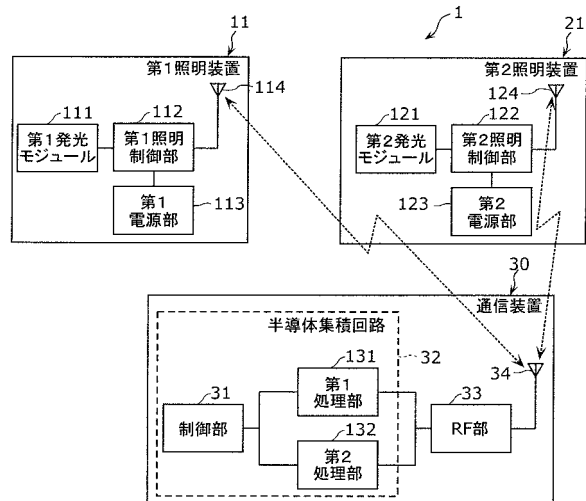 1
11
第1照明装置
114
111
112
第1発光
モジュール
第1照明
制御部
第1
電源部
113
21
第2照明装置
124
121
122
第2発光
モジュール
第2照明
制御部
123
第2
電源部
30
通信装置
半導体集積回路
32
34
31
131
33
制御部
第1
処理部
RF部
132
第2
処理部